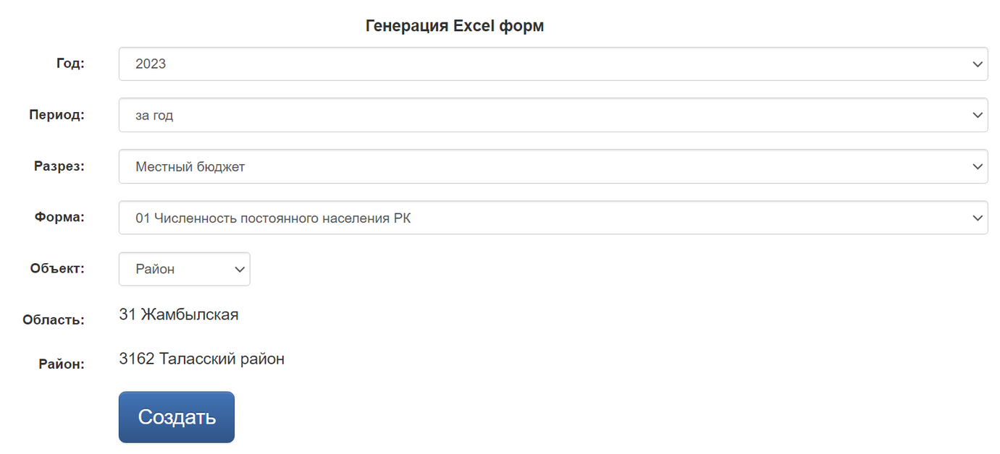 Генерация Excel форм
Год: 2023
Период: за год
Разрез: Местный бюджет
Форма: 01 Численность постоянного населения РК
Объект: Район
Область: 31 Жамбылская
Район: 3162 Таласский район
Создать